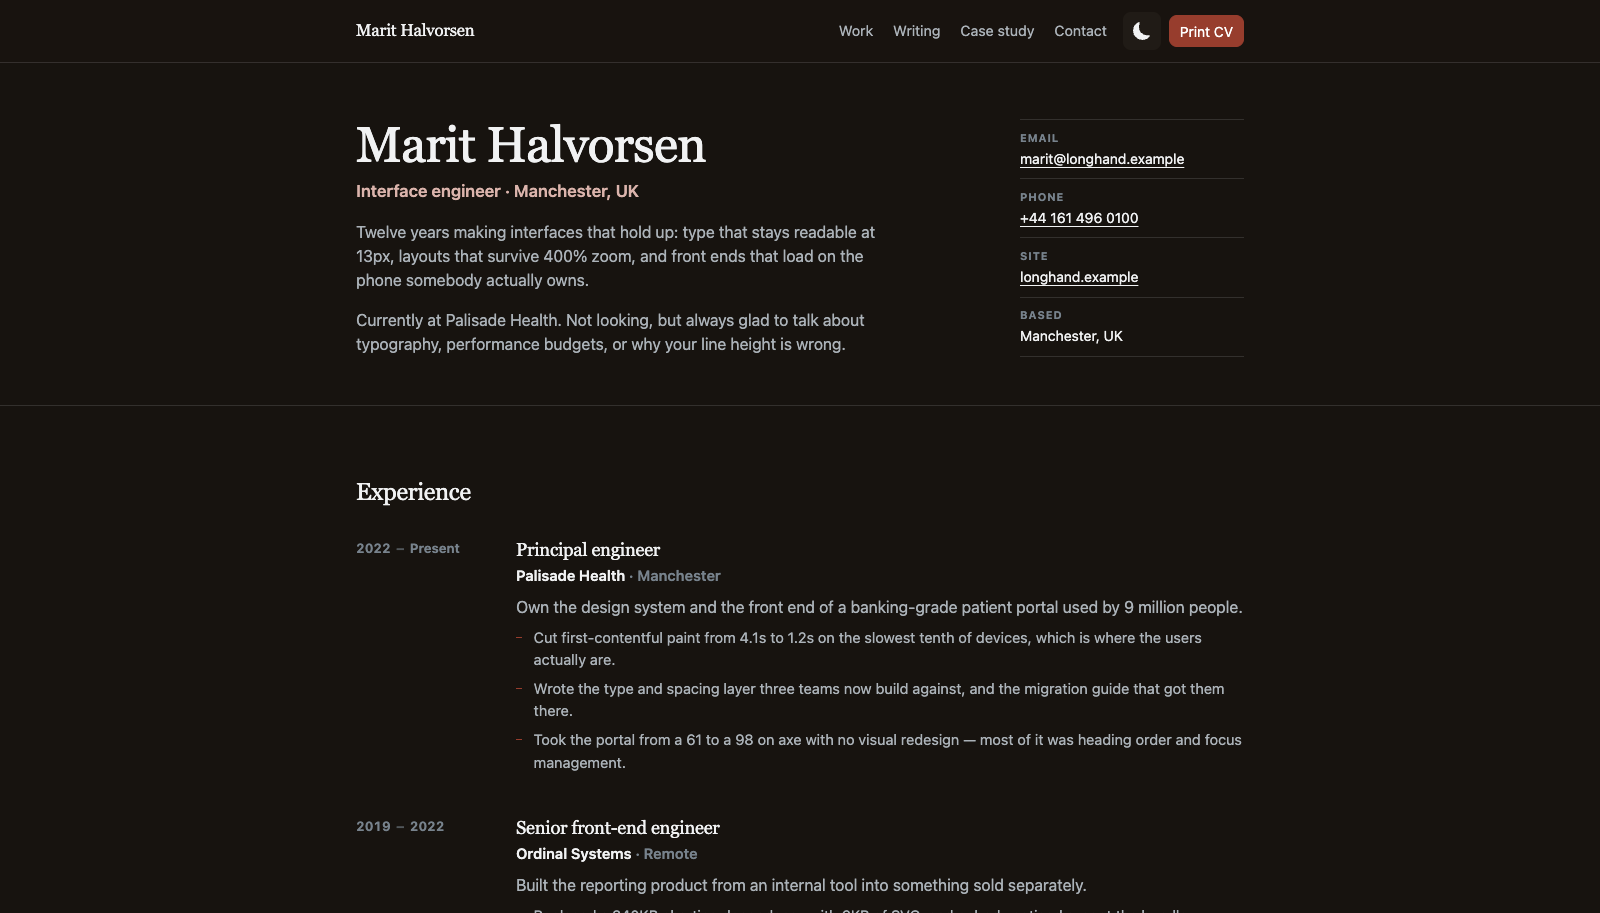 Marit Halvorsen
Work
Writing
Case study
Contact
Print CV
Marit Halvorsen
Interface engineer · Manchester, UK
Twelve years making interfaces that hold up: type that stays readable at
13px, layouts that survive 400% zoom, and front ends that load on the
phone somebody actually owns.
Currently at Palisade Health. Not looking, but always glad to talk about
typography, performance budgets, or why your line height is wrong.
EMAIL
marit@longhand.example
PHONE
+44 161 496 0100
SITE
longhand.example
BASED
Manchester, UK
Experience
2022 – Present
Principal engineer
Palisade Health · Manchester
Own the design system and the front end of a banking-grade patient portal used by 9 million people.
– Cut first-contentful paint from 4.1s to 1.2s on the slowest tenth of devices, which is where the users
actually are.
– Wrote the type and spacing layer three teams now build against, and the migration guide that got them
there.
– Took the portal from a 61 to a 98 on axe with no visual redesign — most of it was heading order and focus
management.
2019 – 2022
Senior front-end engineer
Ordinal Systems · Remote
Built the reporting product from an internal tool into something sold separately.